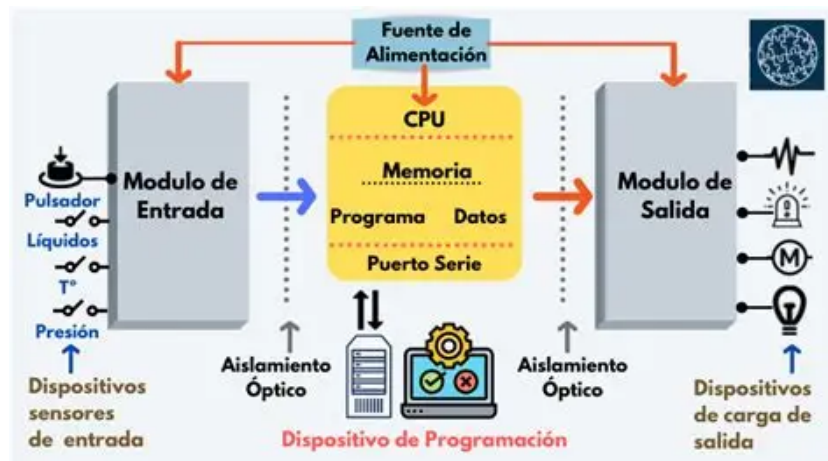 Fuente de
Alimentación
CPU
Memoria
Programa Datos
Puerto Serie
Modulo de
Entrada
Modulo de
Salida
Pulsador
Líquidos
T°
Presión
M
Aislamiento
Óptico
Aislamiento
Óptico
Dispositivos
sensores
de entrada
Dispositivo de Programación
Dispositivos
de carga de
salida